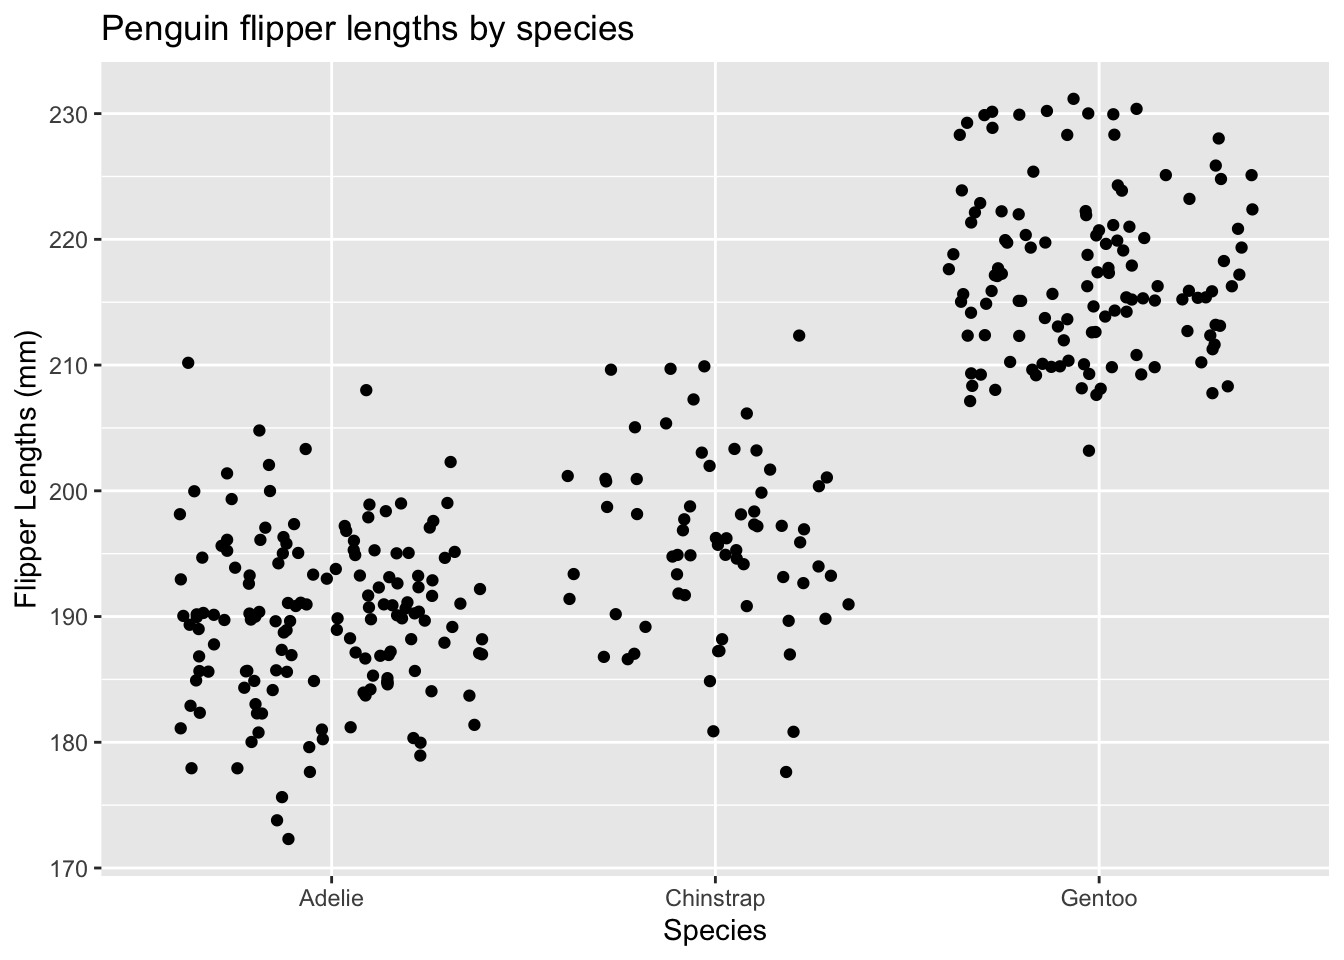 Penguin flipper lengths by species
Flipper Lengths (mm)
230
220
210
200
190
180
170
Adelie Chinstrap Gentoo
Species